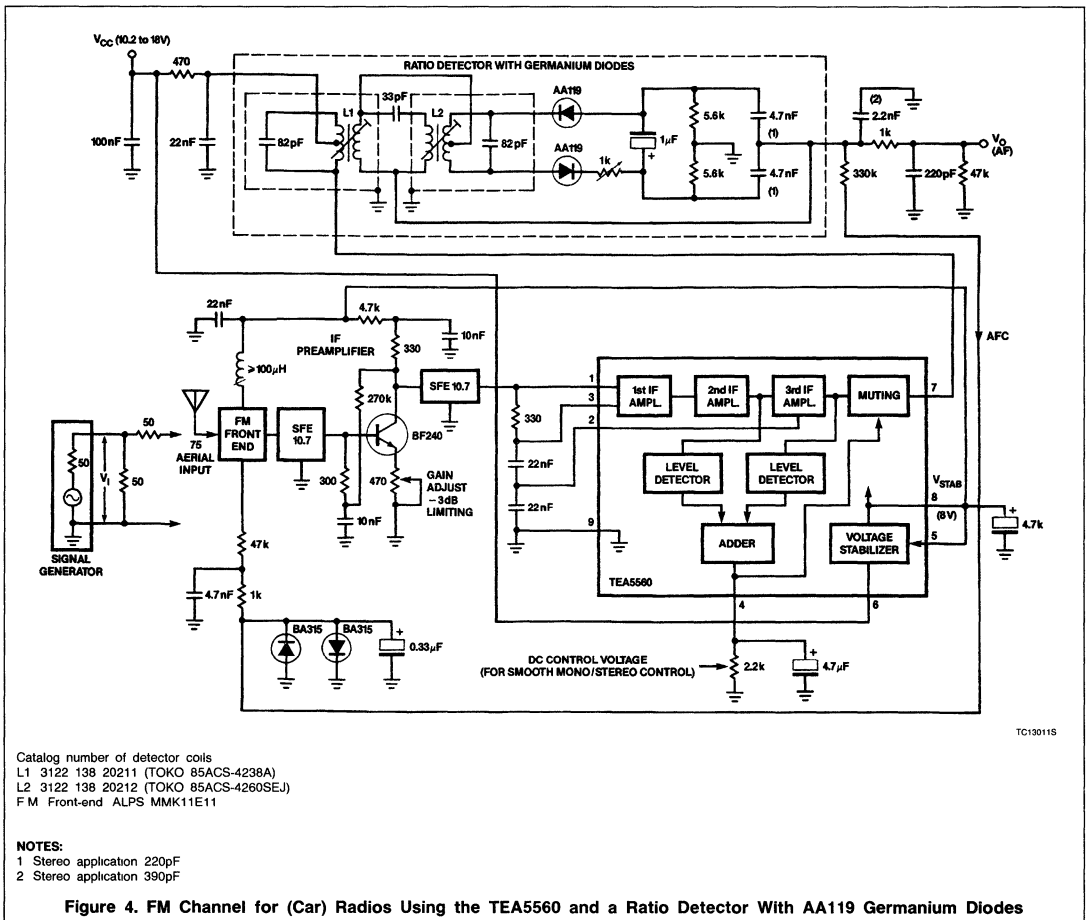 V_CC (10.2 to 18V)
470
100nF
22nF
RATIO DETECTOR WITH GERMANIUM DIODES
82pF
L1
33pF
L2
82pF
AA119
AA119
1k
1μF
+
5.6k
5.6k
4.7nF
(1)
4.7nF
(1)
(2)
2.2nF
1k
V_O
(AF)
330k
220pF
47k
22nF
4.7k
10nF
IF
PREAMPLIFIER
330
≥100μH
270k
SFE 10.7
50
50
50
V_I
SIGNAL
GENERATOR
75
AERIAL
INPUT
FM
FRONT
END
SFE
10.7
300
10nF
BF240
470
GAIN
ADJUST
−3dB
LIMITING
330
22nF
22nF
1
3
2
9
1st IF
AMPL.
2nd IF
AMPL.
3rd IF
AMPL.
MUTING
7
AFC
LEVEL
DETECTOR
LEVEL
DETECTOR
ADDER
V_STAB
8
(8V)
5
VOLTAGE
STABILIZER
+
4.7k
TEA5560
4
6
47k
4.7nF
1k
BA315
BA315
+
0.33μF
DC CONTROL VOLTAGE
(FOR SMOOTH MONO/STEREO CONTROL)
2.2k
+
4.7μF
TC13011S
Catalog number of detector coils
L1 3122 138 20211 (TOKO 85ACS-4238A)
L2 3122 138 20212 (TOKO 85ACS-4260SEJ)
F M Front-end ALPS MMK11E11
NOTES:
1 Stereo application 220pF
2 Stereo application 390pF
Figure 4. FM Channel for (Car) Radios Using the TEA5560 and a Ratio Detector With AA119 Germanium Diodes